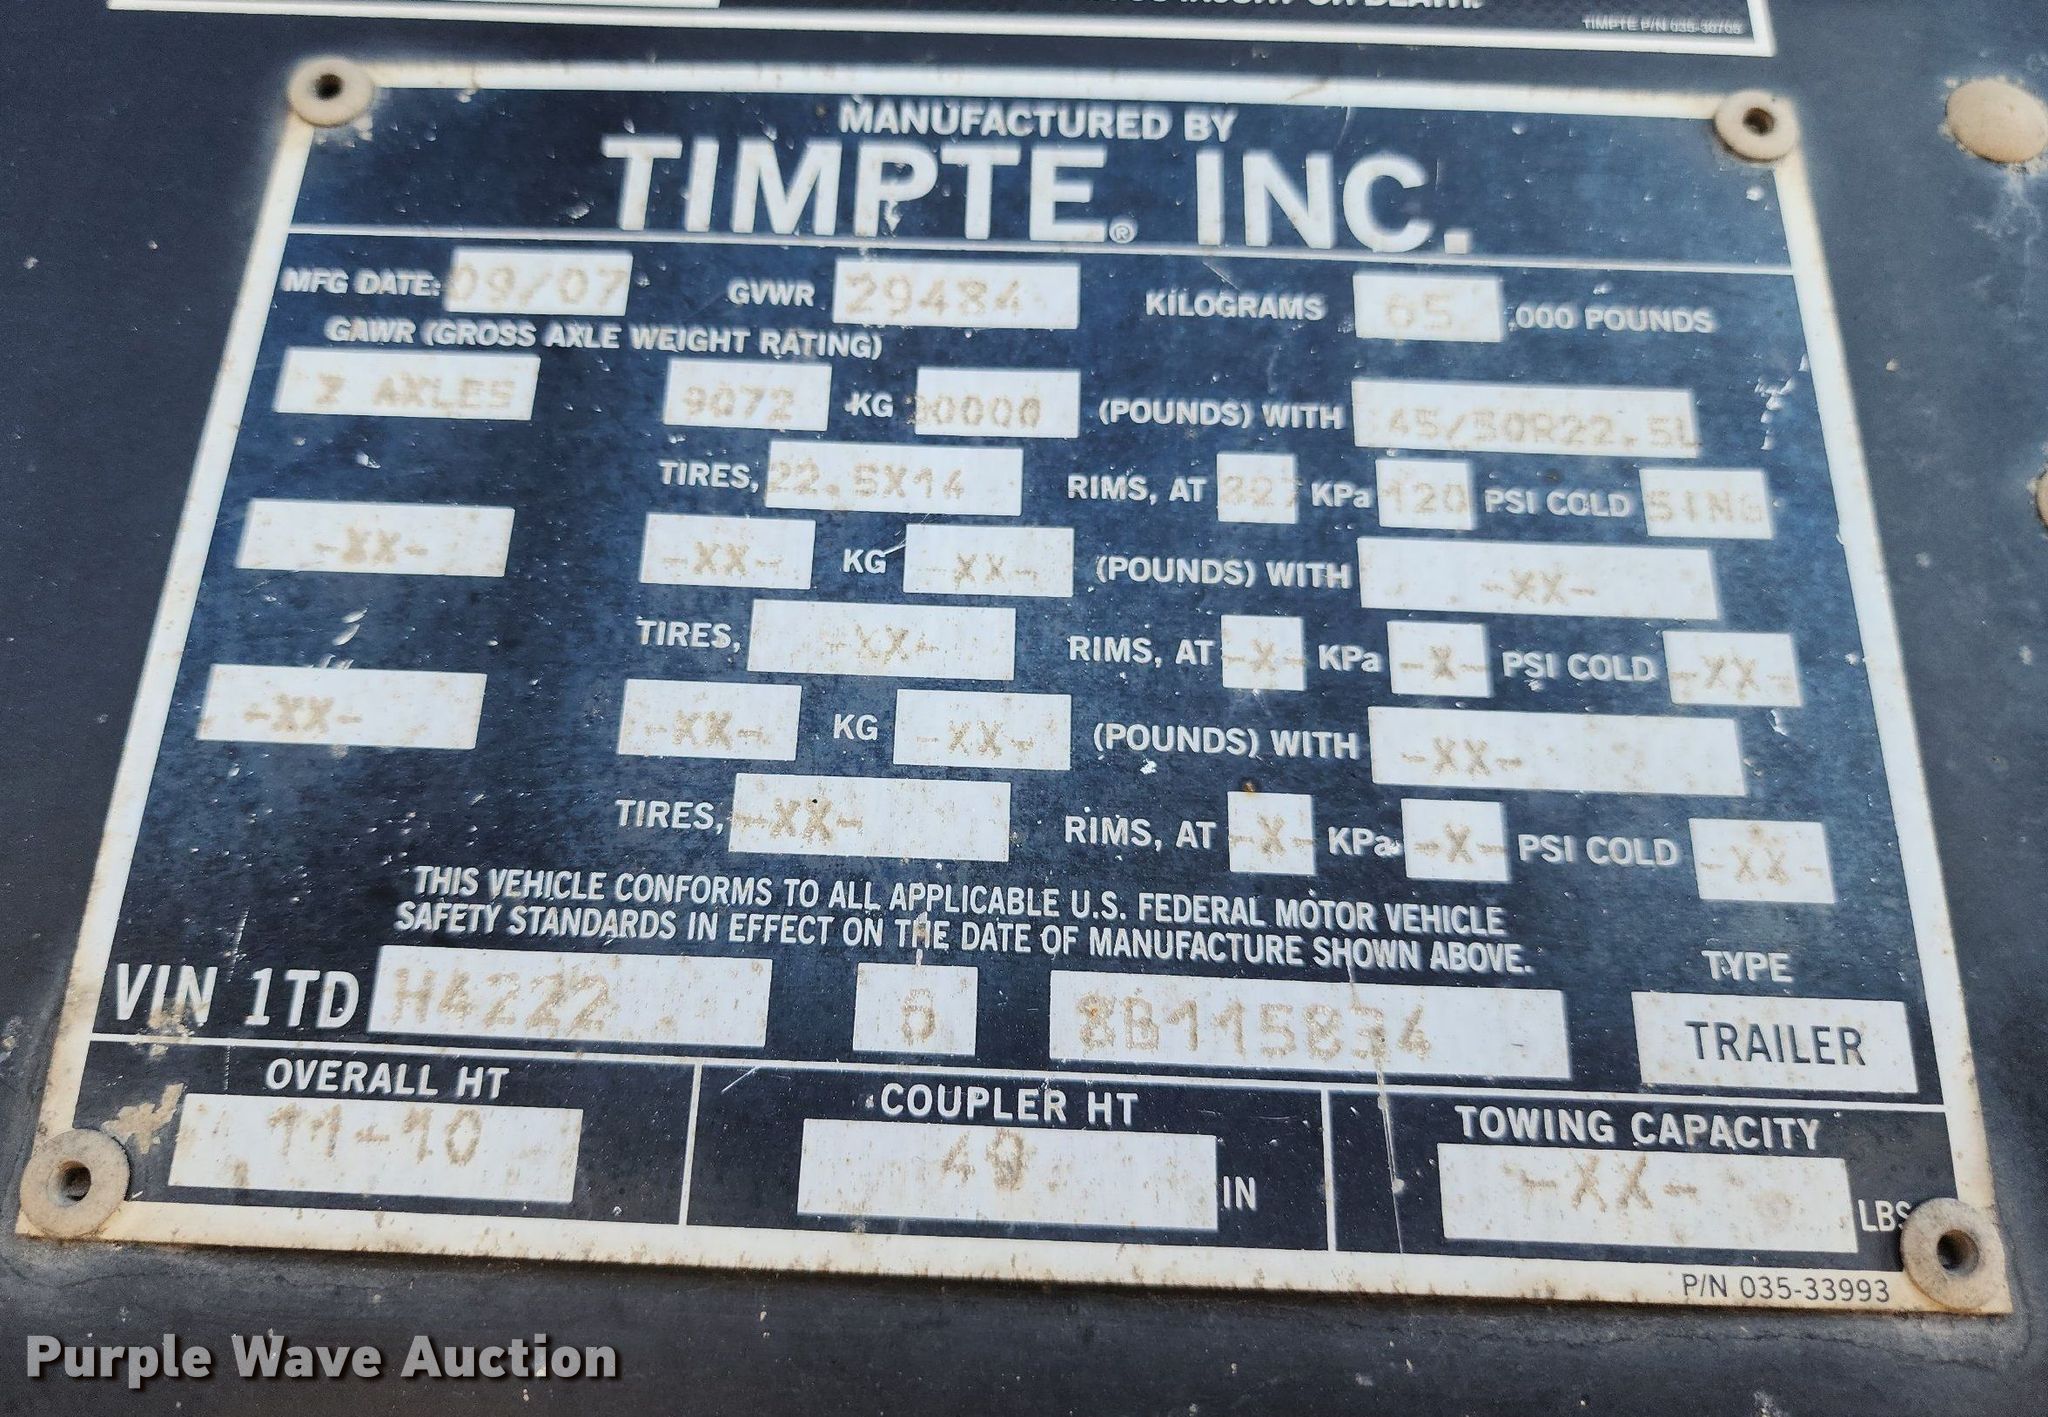 OR DEATH.
TIMPTE P/N 035-30705
MANUFACTURED BY
TIMPTE® INC.
MFG DATE: 09/07 GVWR 29484 KILOGRAMS 65 ,000 POUNDS
GAWR (GROSS AXLE WEIGHT RATING)
2 AXLES 9072 KG 20000 (POUNDS) WITH 445/50R22.5L
TIRES, 22.5X14 RIMS, AT 827 KPa 120 PSI COLD SING
-XX- -XX- KG -XX- (POUNDS) WITH -XX-
TIRES, -XX- RIMS, AT -X- KPa -X- PSI COLD -XX-
-XX- -XX- KG -XX- (POUNDS) WITH -XX-
TIRES, -XX- RIMS, AT -X- KPa -X- PSI COLD -XX-
THIS VEHICLE CONFORMS TO ALL APPLICABLE U.S. FEDERAL MOTOR VEHICLE
SAFETY STANDARDS IN EFFECT ON THE DATE OF MANUFACTURE SHOWN ABOVE.
TYPE
VIN 1TD H4222 8B115834 TRAILER
OVERALL HT COUPLER HT TOWING CAPACITY
11-10 IN -XX- LBS
P/N 035-33993
Purple Wave Auction